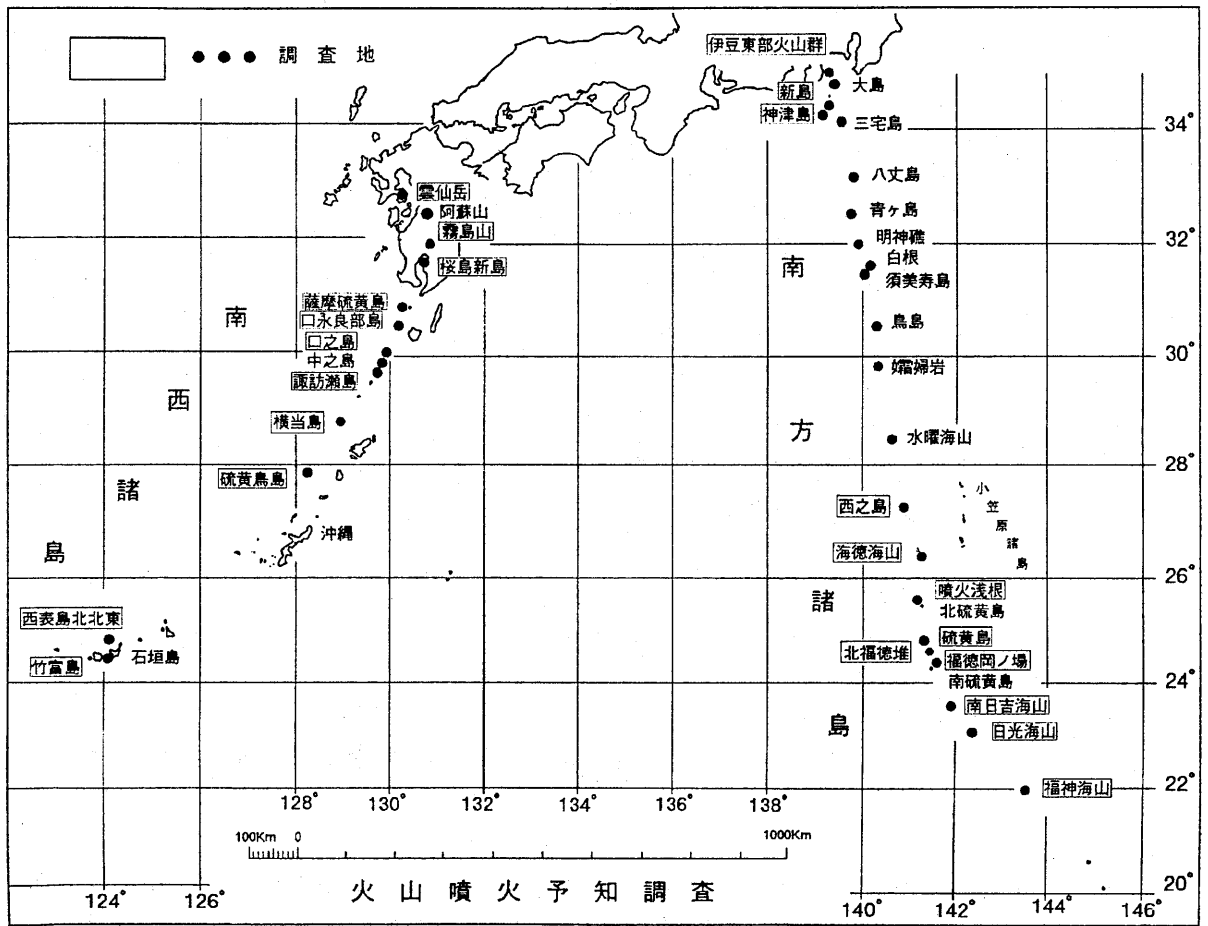 ●●● 調査地
伊豆東部火山群
大島
新島
神津島
三宅島
34°
八丈島
青ヶ島
明神礁
32°
白根
須美寿島
鳥島
30°
孀婦岩
水曜海山
28°
西之島
小笠原諸島
海徳海山
26°
噴火浅根
北硫黄島
硫黄島
北福徳堆
福徳岡ノ場
南硫黄島
24°
南日吉海山
日光海山
22°
福神海山
20°
南方諸島
雲仙岳
阿蘇山
霧島山
桜島新島
薩摩硫黄島
口永良部島
口之島
中之島
諏訪瀬島
横当島
硫黄鳥島
沖縄
西表島北北東
石垣島
竹富島
南西諸島
128° 130° 132° 134° 136° 138°
100Km 0 1000Km
124° 126°
140° 142° 144° 146°
火山噴火予知調査